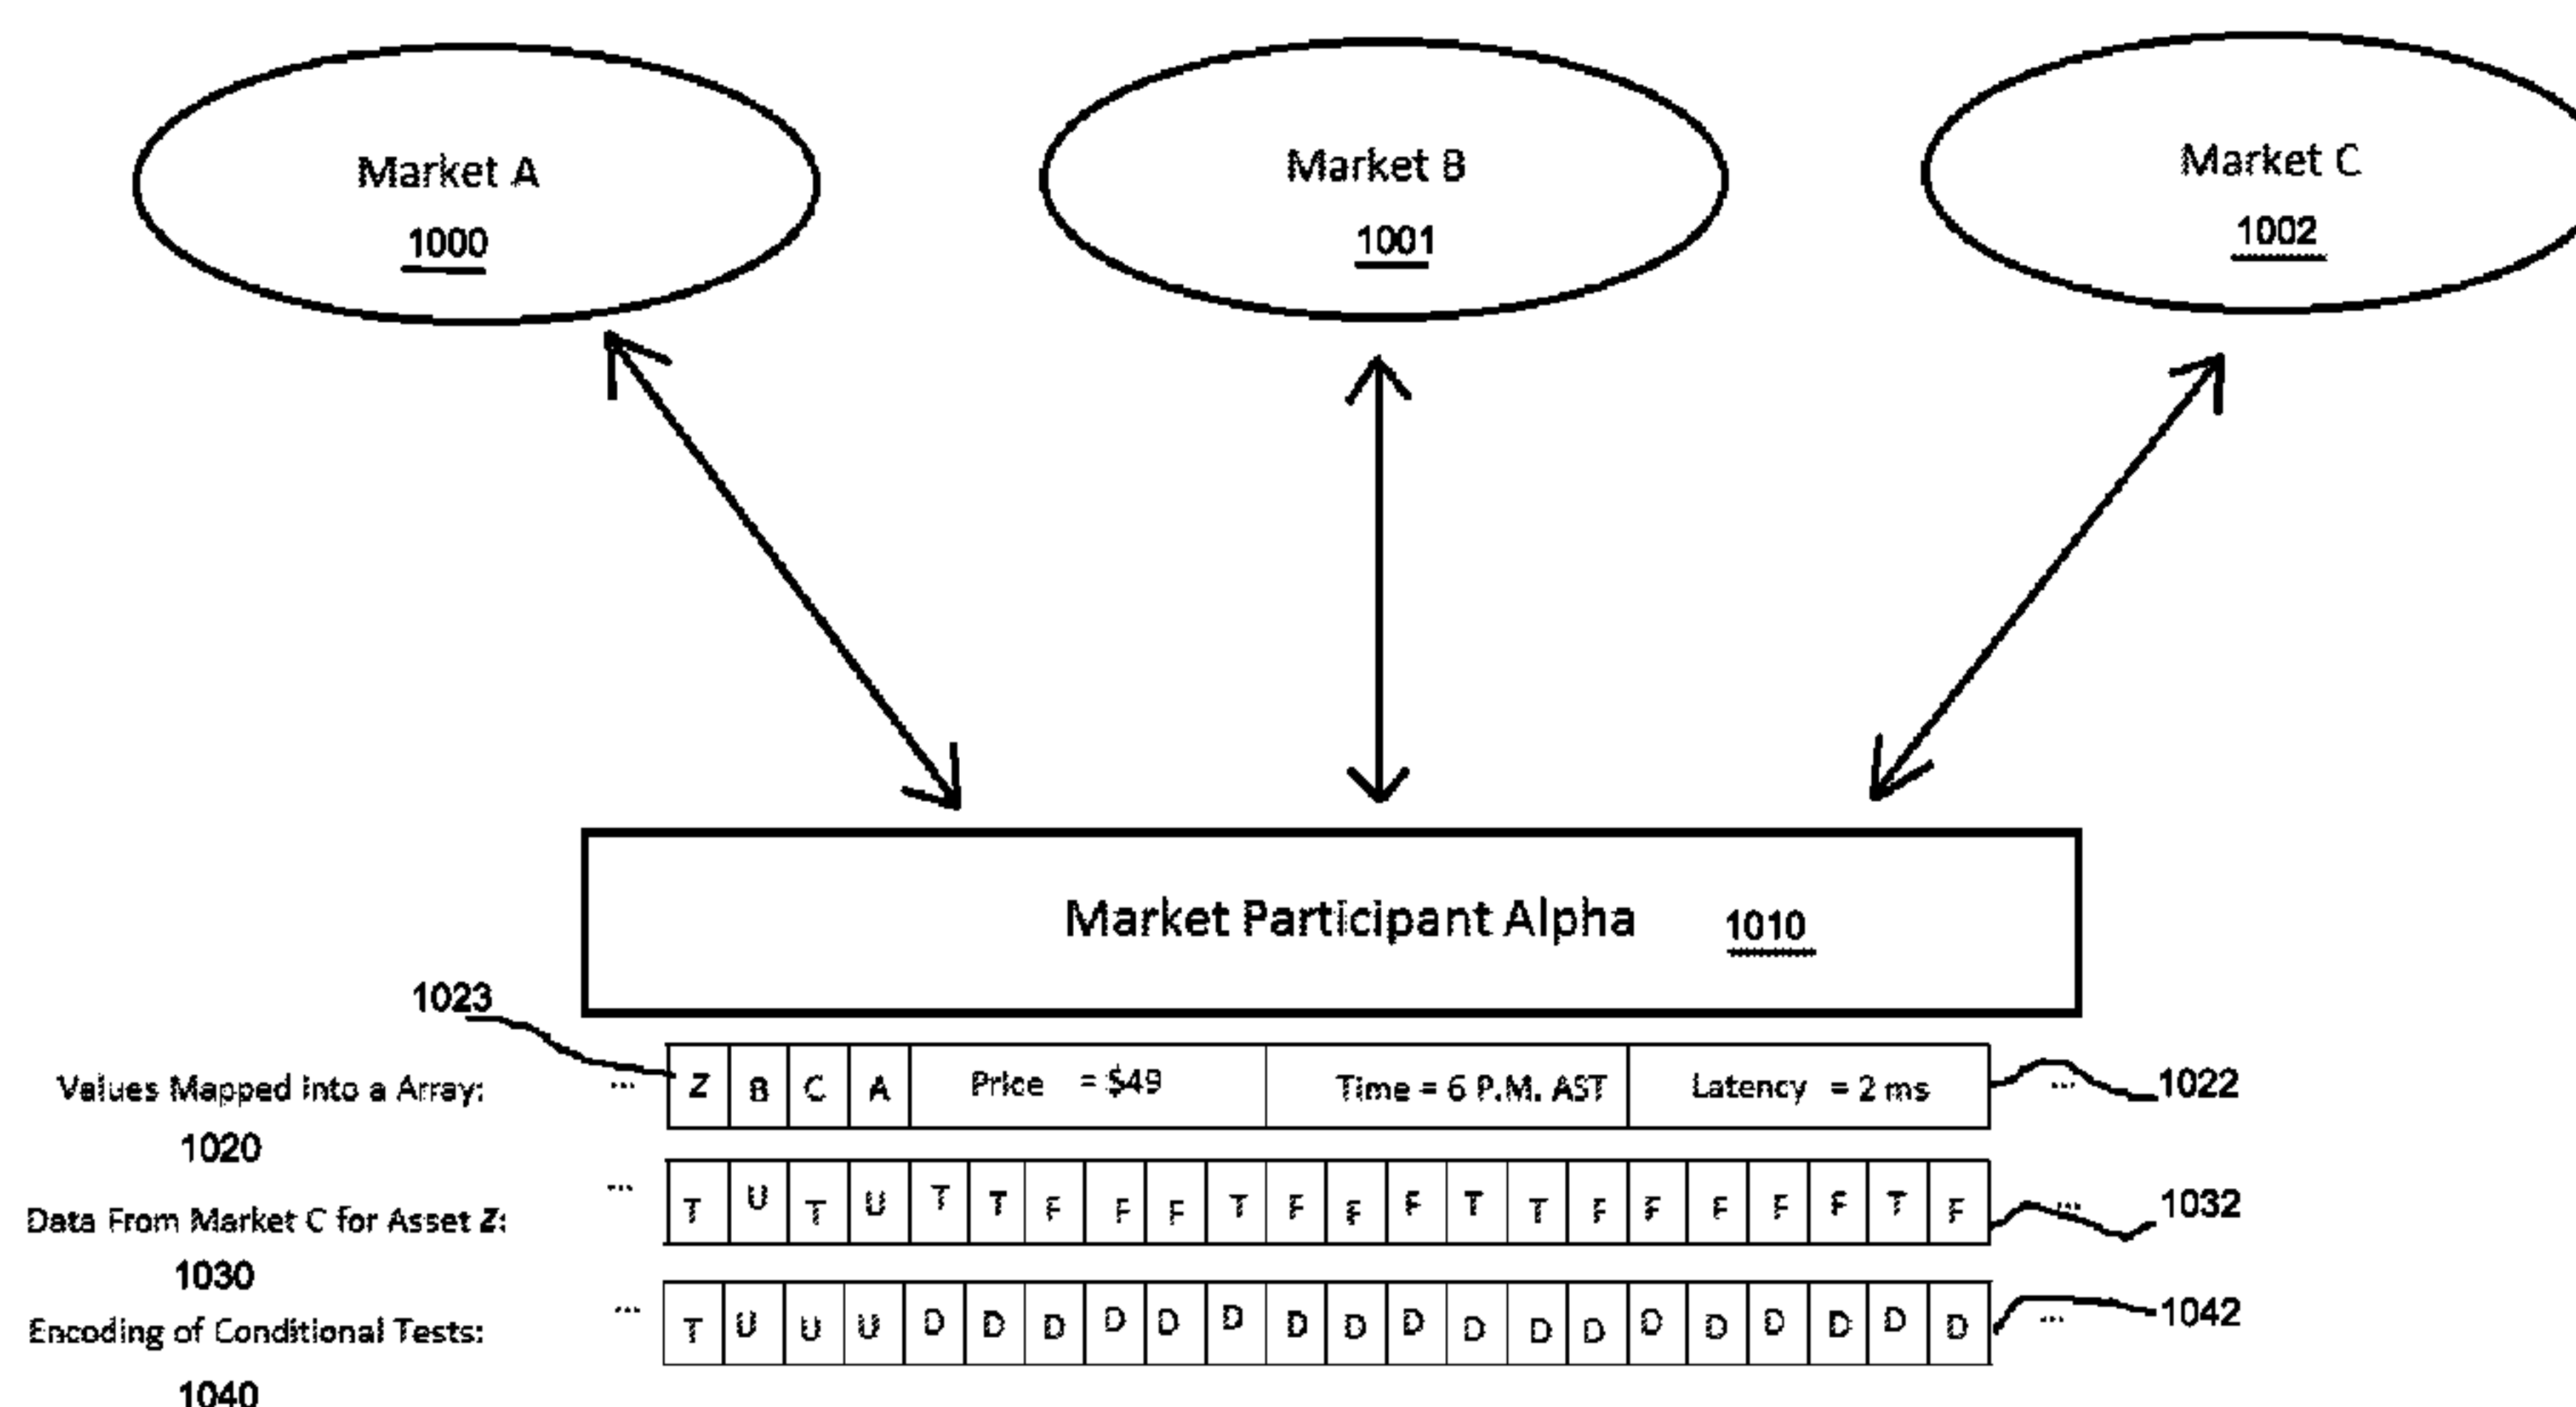 Market A
1000
Market B
1001
Market C
1002
Market Participant Alpha 1010
1023
Values Mapped into a Array: ... Z B C A Price = $49 Time = 6 P.M. AST Latency = 2 ms ... 1022
1020
Data From Market C for Asset Z: ... T U T U T T F F F T F F F T T F F F F F T F ... 1032
1030
Encoding of Conditional Tests: ... T U U U D D D D D D D D D D D D D D D D D D ... 1042
1040